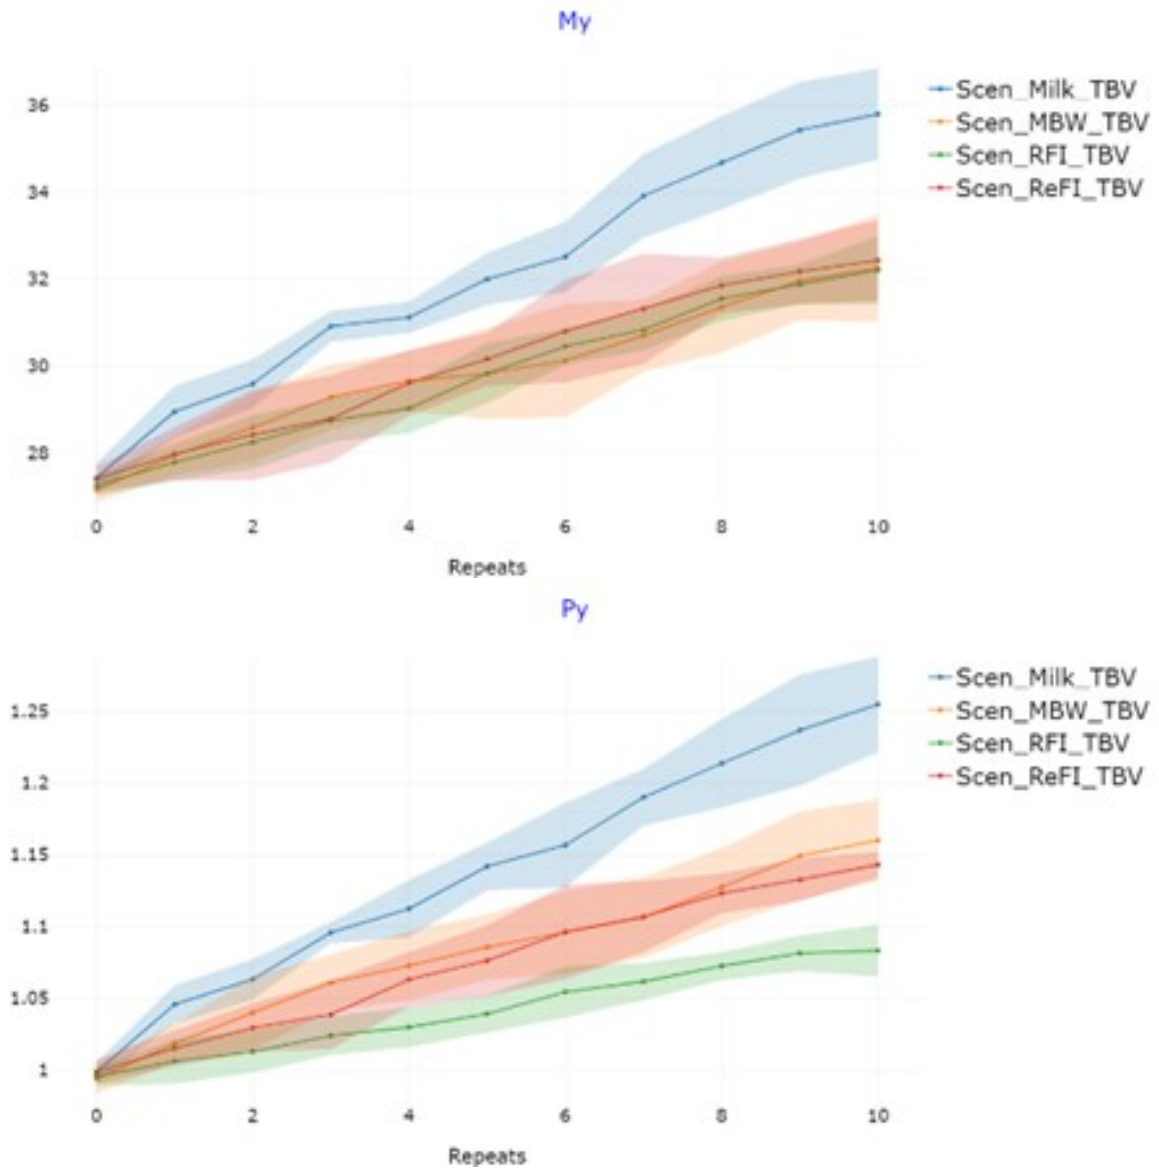 My
36
34
32
30
28
0 2 4 6 8 10
Repeats
Scen_Milk_TBV
Scen_MBW_TBV
Scen_RFI_TBV
Scen_ReFI_TBV
Py
1.25
1.2
1.15
1.1
1.05
1
0 2 4 6 8 10
Repeats
Scen_Milk_TBV
Scen_MBW_TBV
Scen_RFI_TBV
Scen_ReFI_TBV